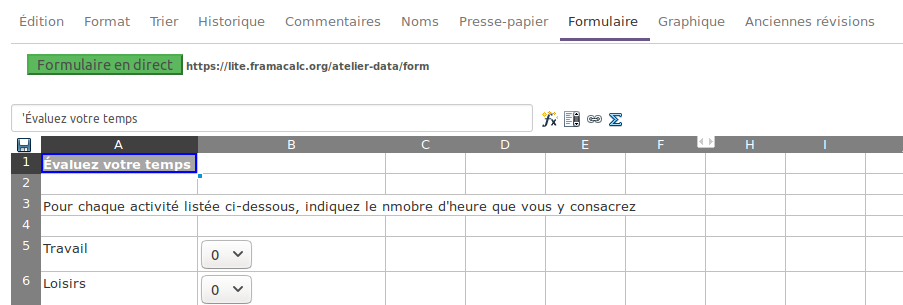 Édition Format Trier Historique Commentaires Noms Presse-papier Formulaire Graphique Anciennes révisions
Formulaire en direct https://lite.framacalc.org/atelier-data/form
'Évaluez votre temps
A B C D E F H I
1 Évaluez votre temps
2
3 Pour chaque activité listée ci-dessous, indiquez le nmobre d'heure que vous y consacrez
4
5 Travail 0
6 Loisirs 0